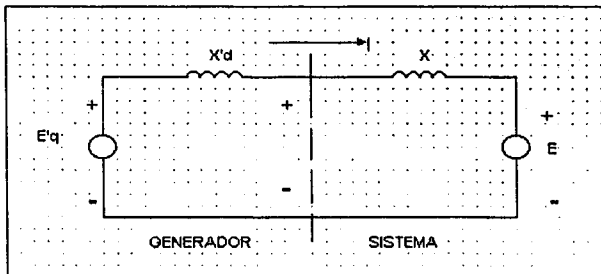 X'd
X
+
+
+
E'q
E
-
-
-
GENERADOR
SISTEMA